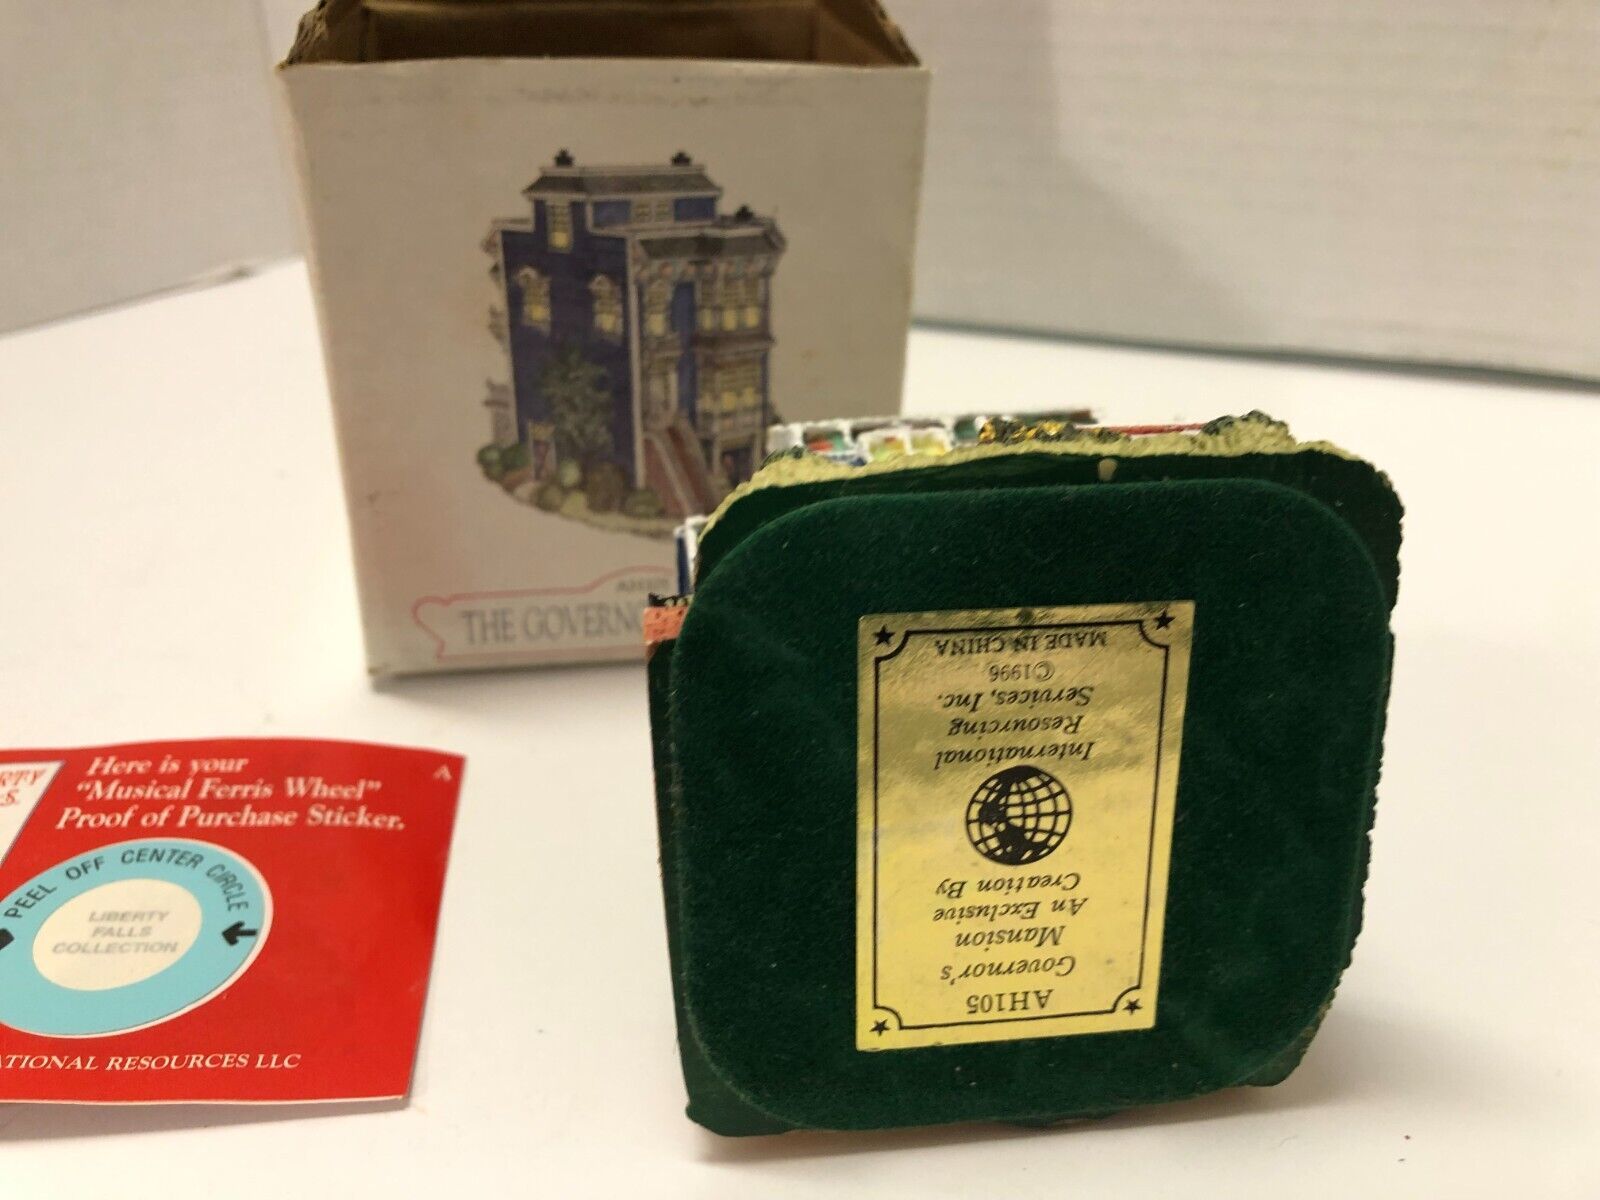 THE GOVERNO
RTY
S.
Here is your
"Musical Ferris Wheel"
Proof of Purchase Sticker.
PEEL OFF CENTER CIRCLE
LIBERTY
FALLS
COLLECTION
ATIONAL RESOURCES LLC
AH105
Governor's
Mansion
An Exclusive
Creation By
International
Resourcing
Services, Inc.
©1996
MADE IN CHINA